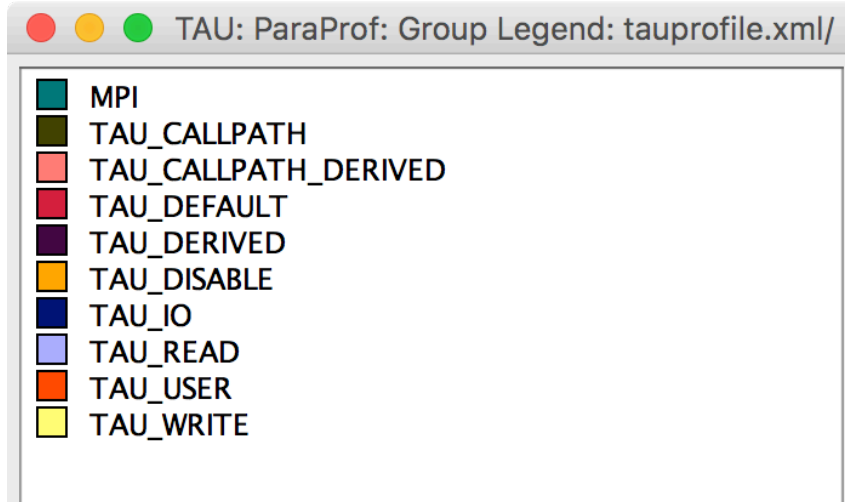 TAU: ParaProf: Group Legend: tauprofile.xml/
MPI
TAU_CALLPATH
TAU_CALLPATH_DERIVED
TAU_DEFAULT
TAU_DERIVED
TAU_DISABLE
TAU_IO
TAU_READ
TAU_USER
TAU_WRITE